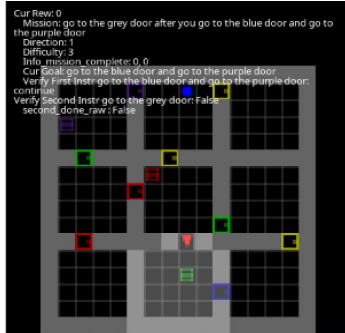 Cur Rew: 0
Mission: go to the grey door after you go to the blue door and go to
the purple door
Direction: 1
Difficulty: 3
Info_mission_complete: 0, 0
Cur Goal: go to the blue door and go to the purple door
Verify First Instr go to the blue door and go to the purple door:
continue
Verify Second Instr go to the grey door: False
second_done_raw : False